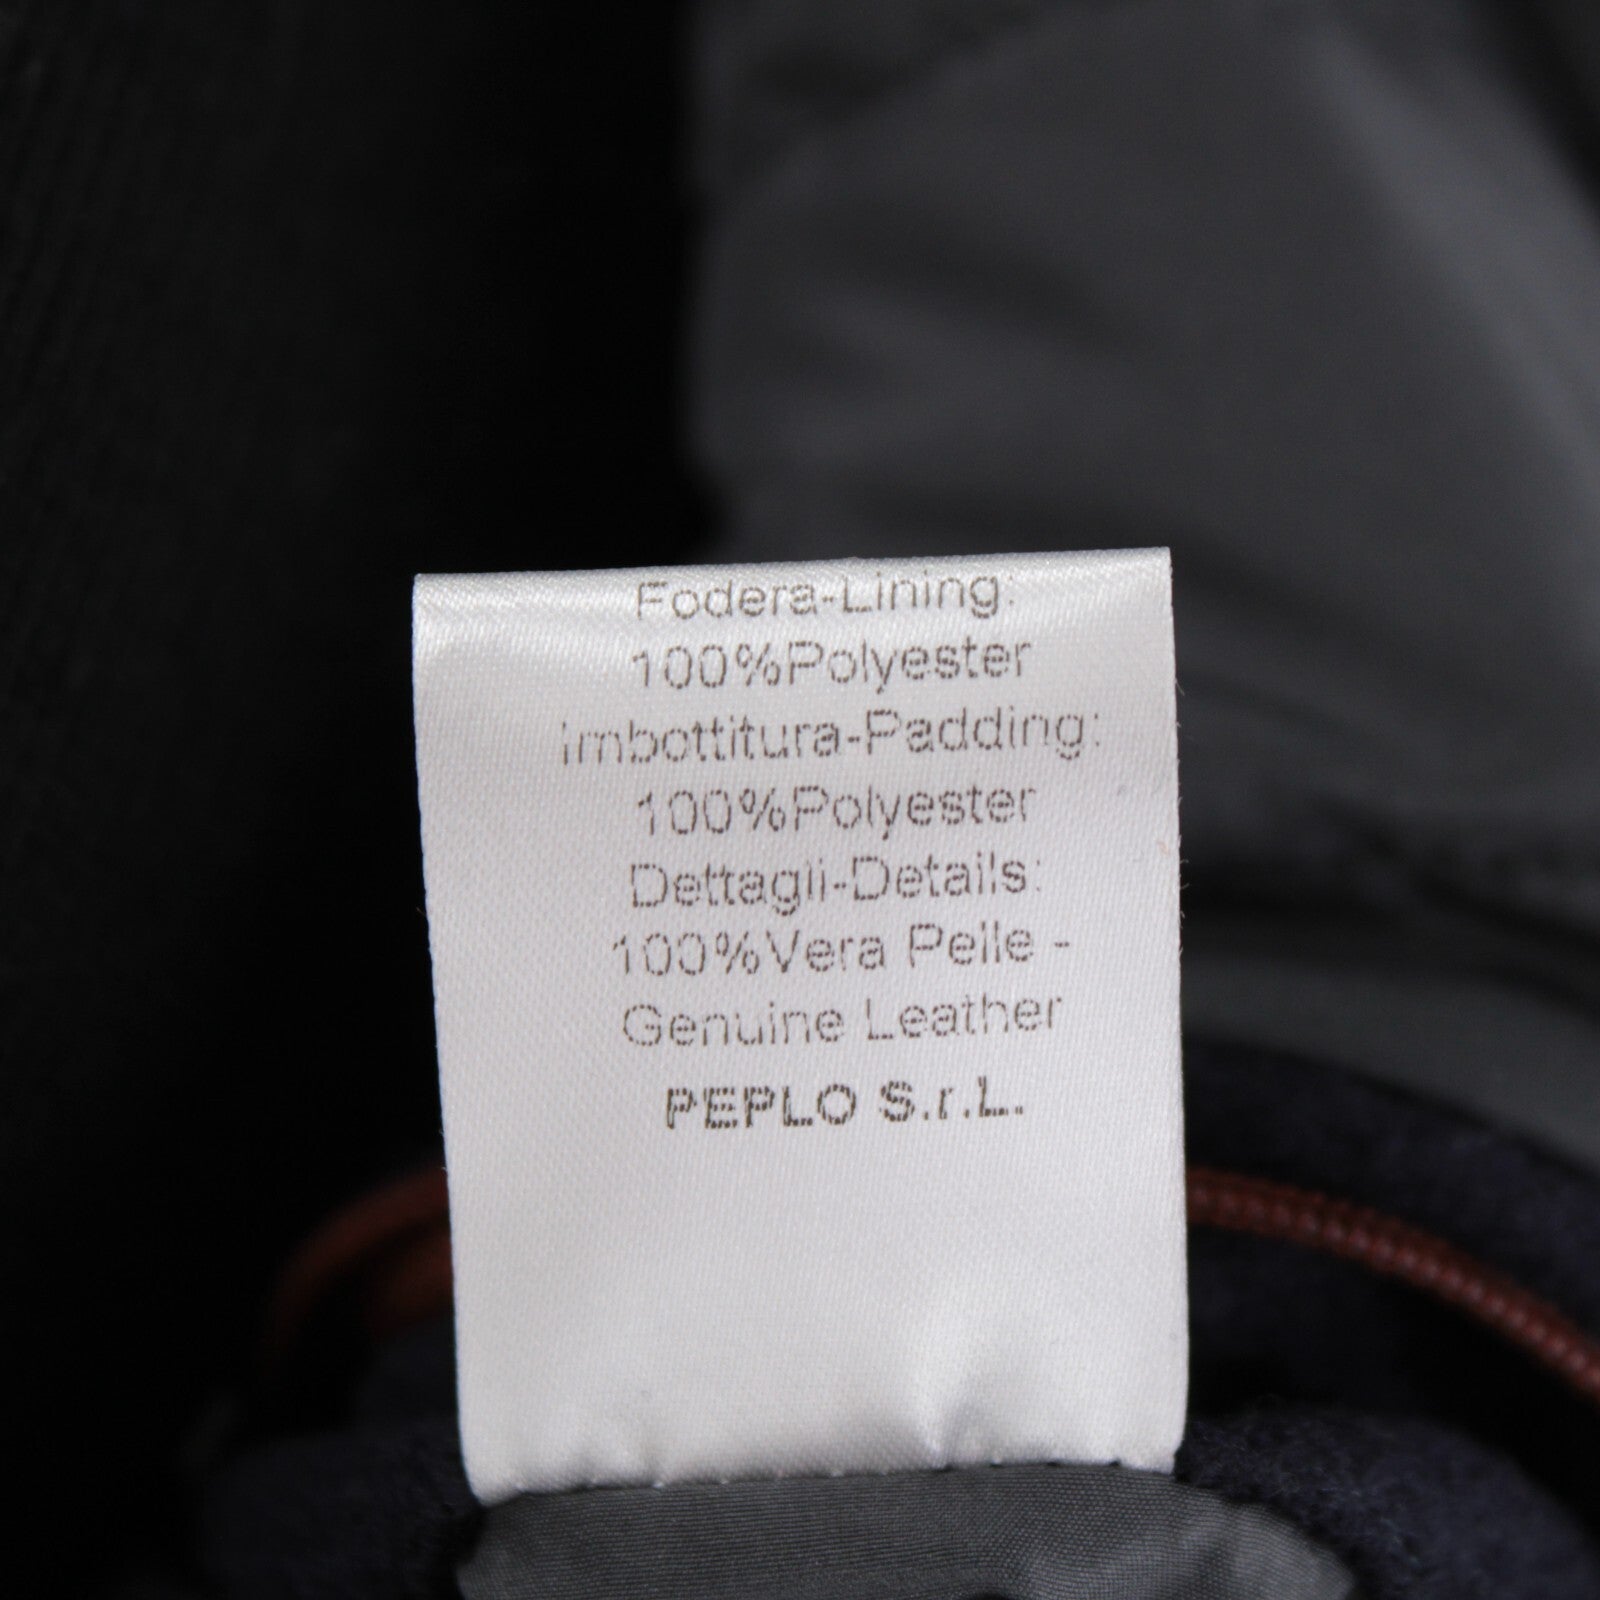 Fodera-Lining:
100%Polyester
imbottitura-Padding:
100%Polyester
Dettagli-Details:
100%Vera Pelle -
Genuine Leather
PEPLO S.r.L.